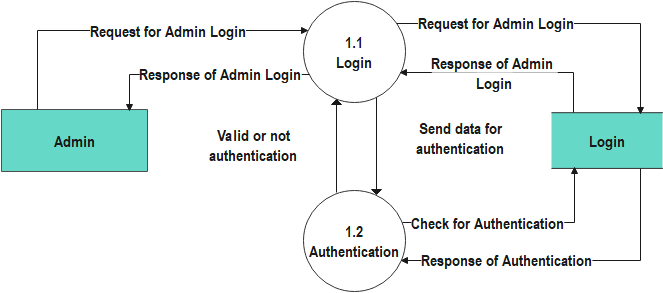 Request for Admin Login
Response of Admin Login
Admin
1.1
Login
Request for Admin Login
Response of Admin
Login
Login
Valid or not
authentication
Send data for
authentication
1.2
Authentication
Check for Authentication
Response of Authentication